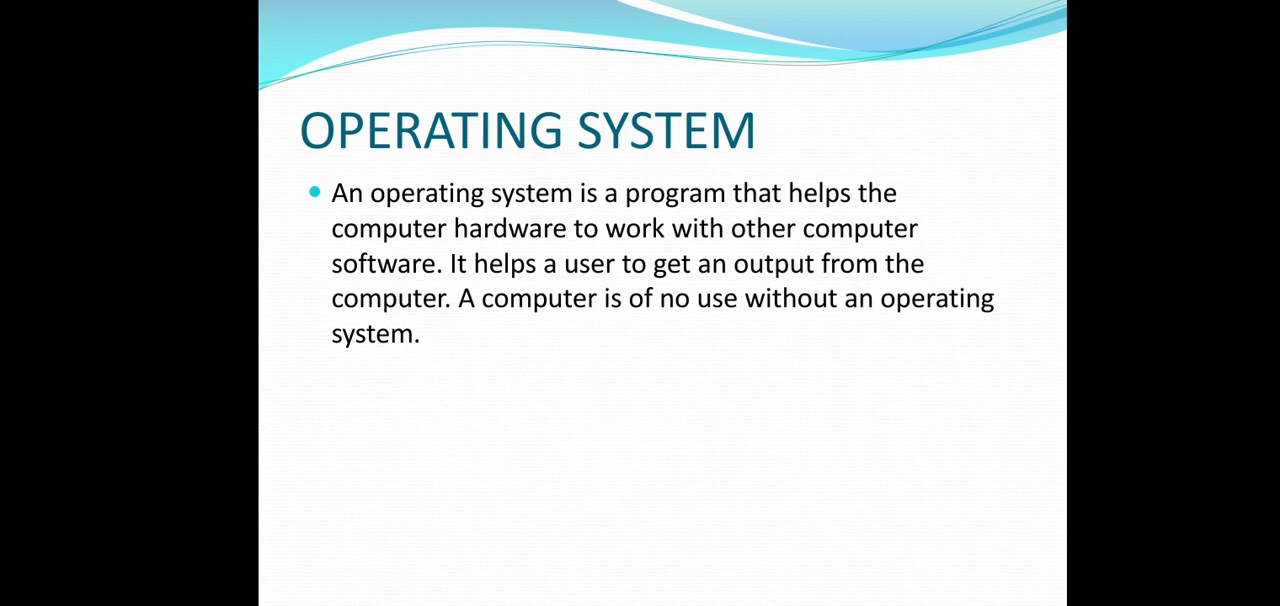 OPERATING SYSTEM
An operating system is a program that helps the
computer hardware to work with other computer
software. It helps a user to get an output from the
computer. A computer is of no use without an operating
system.